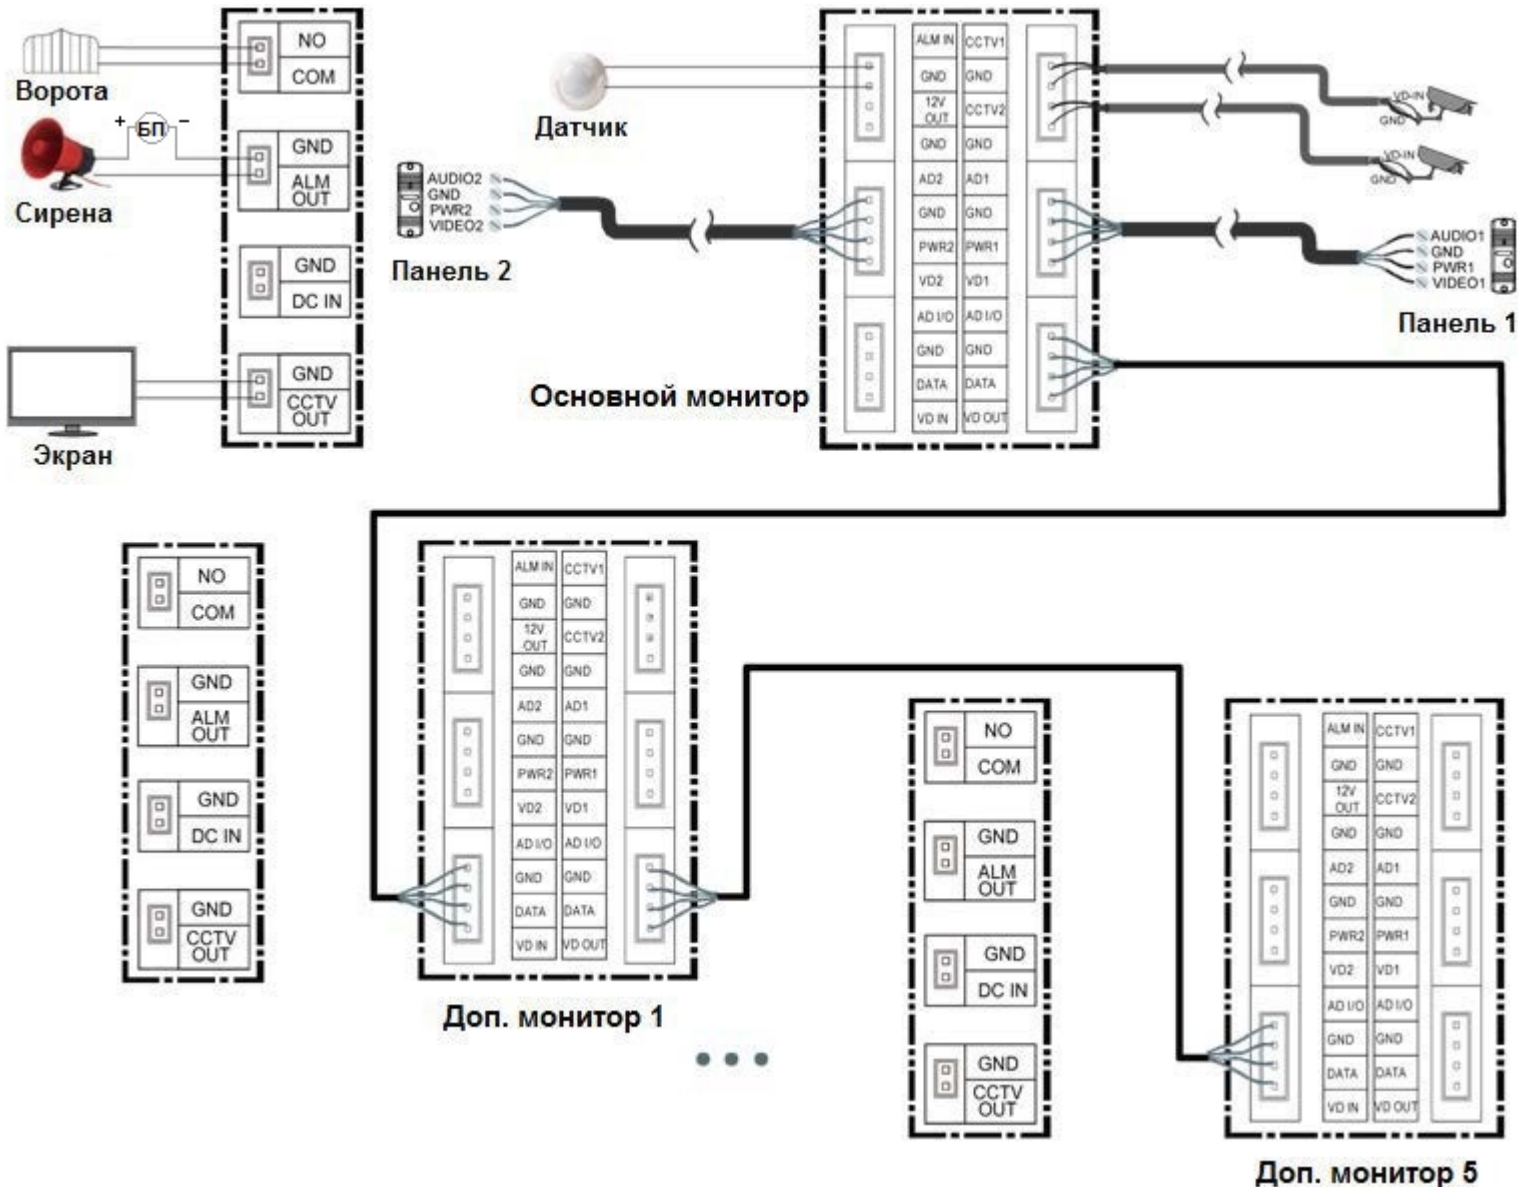 NO
COM
Ворота
+ БП −
GND
ALM
OUT
Сирена
GND
DC IN
GND
CCTV
OUT
Экран
Датчик
AUDIO2
GND
PWR2
VIDEO2
Панель 2
Основной монитор
ALM IN CCTV1
GND GND
12V
OUT CCTV2
GND GND
AD2 AD1
GND GND
PWR2 PWR1
VD2 VD1
AD I/O AD I/O
GND GND
DATA DATA
VD IN VD OUT
VD-IN
GND
VD-IN
GND
AUDIO1
GND
PWR1
VIDEO1
Панель 1
NO
COM
GND
ALM
OUT
GND
DC IN
GND
CCTV
OUT
ALM IN CCTV1
GND GND
12V
OUT CCTV2
GND GND
AD2 AD1
GND GND
PWR2 PWR1
VD2 VD1
AD I/O AD I/O
GND GND
DATA DATA
VD IN VD OUT
Доп. монитор 1
NO
COM
GND
ALM
OUT
GND
DC IN
GND
CCTV
OUT
ALM IN CCTV1
GND GND
12V
OUT CCTV2
GND GND
AD2 AD1
GND GND
PWR2 PWR1
VD2 VD1
AD I/O AD I/O
GND GND
DATA DATA
VD IN VD OUT
Доп. монитор 5